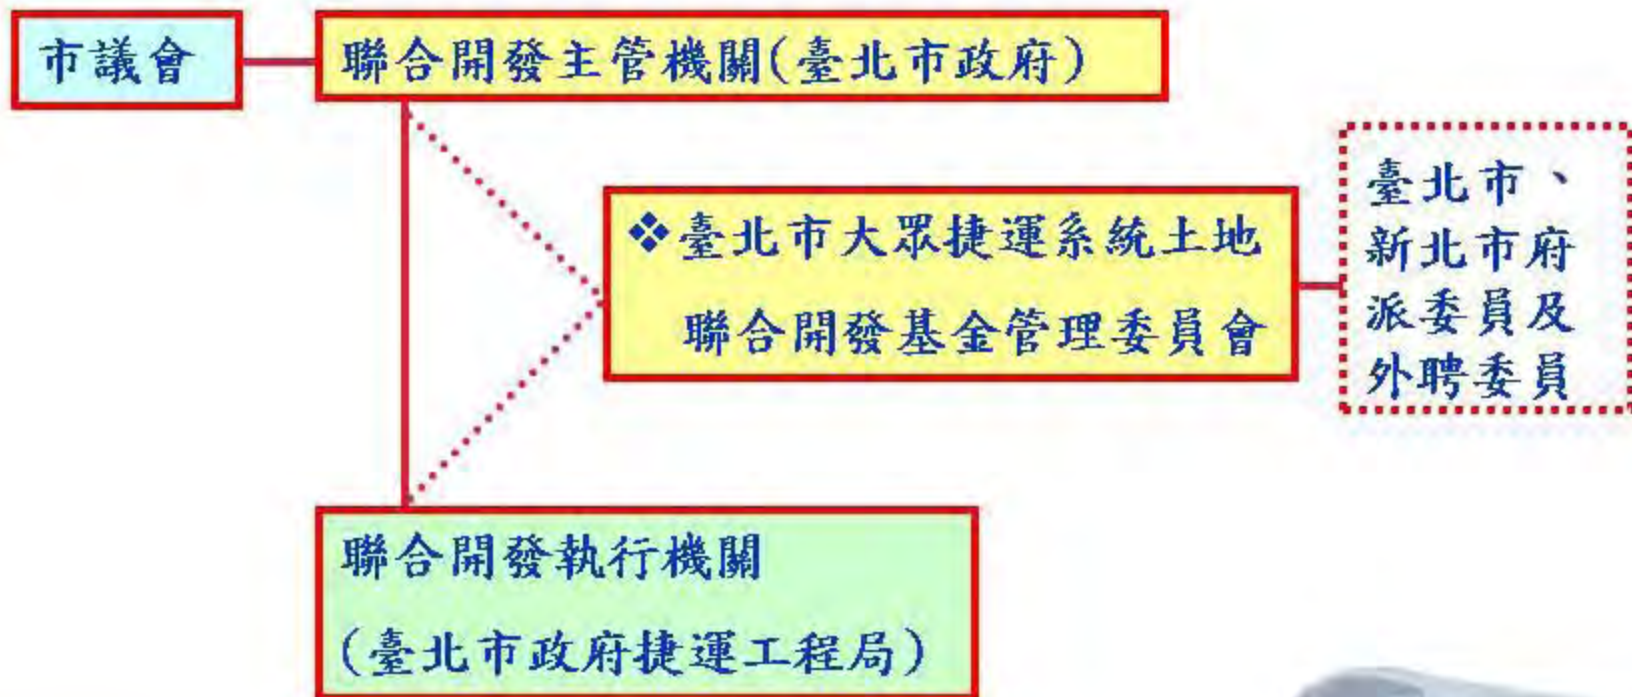 市議會
聯合開發主管機關(臺北市政府)
❖臺北市大眾捷運系統土地
聯合開發基金管理委員會
臺北市、
新北市府
派委員及
外聘委員
聯合開發執行機關
(臺北市政府捷運工程局)